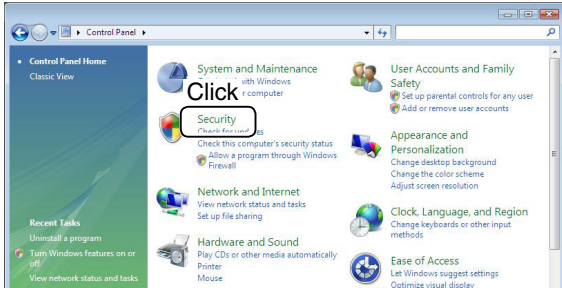 Control Panel
Control Panel Home
Classic View
System and Maintenance
with Windows
computer
Click
Security
Check for
Check this computer's security status
Allow a program through Windows
Firewall
Network and Internet
View network status and tasks
Set up file sharing
Hardware and Sound
Play CDs or other media automatically
Printer
Mouse
User Accounts and Family
Safety
Set up parental controls for any user
Add or remove user accounts
Appearance and
Personalization
Change desktop background
Change the color scheme
Adjust screen resolution
Clock, Language, and Region
Change keyboards or other input
methods
Ease of Access
Let Windows suggest settings
Optimize visual display
Recent Tasks
Uninstall a program
Turn Windows features on or
off
View network status and tasks